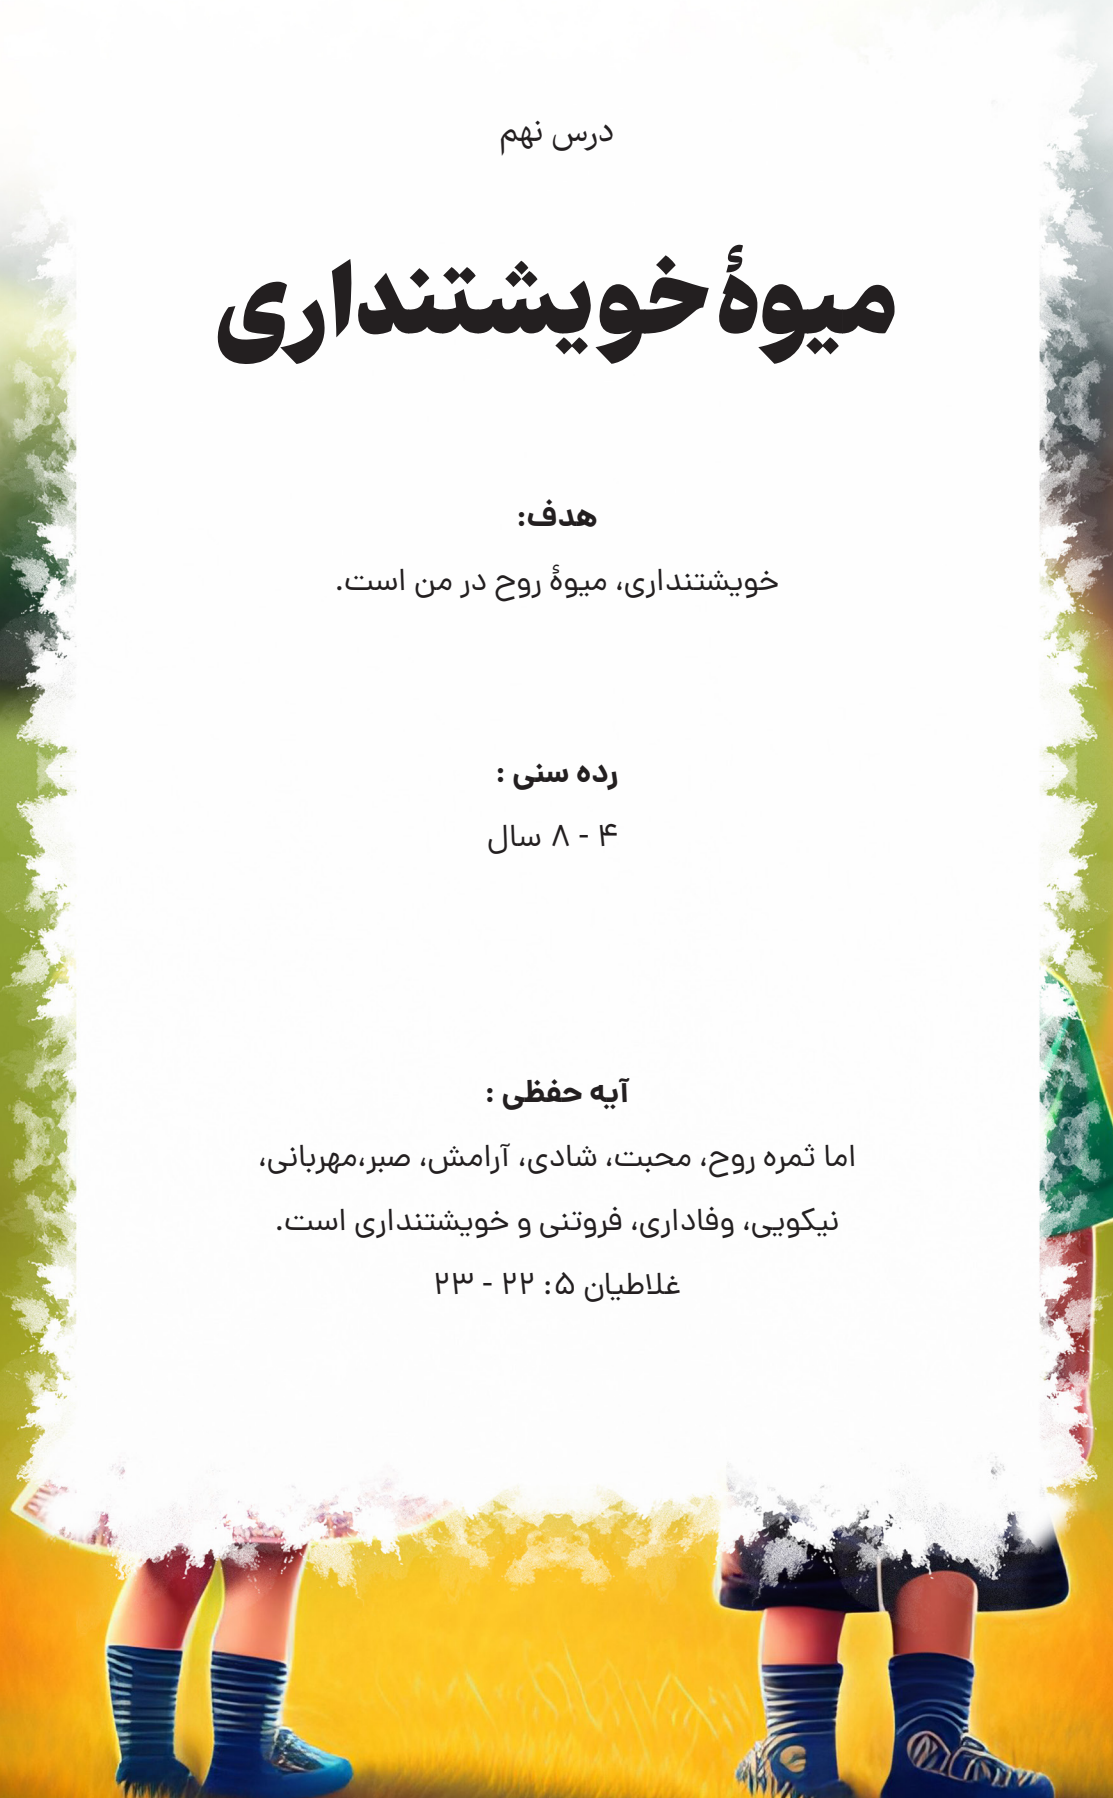 درس نهم
میوهٔ خویشتنداری
هدف:
خویشتنداری، میوهٔ روح در من است.
رده سنی :
۴ - ۸ سال
آیه حفظی :
اما ثمره روح، محبت، شادی، آرامش، صبر،مهربانی،
نیکویی، وفاداری، فروتنی و خویشتنداری است.
غلاطیان ۵: ۲۲ - ۲۳